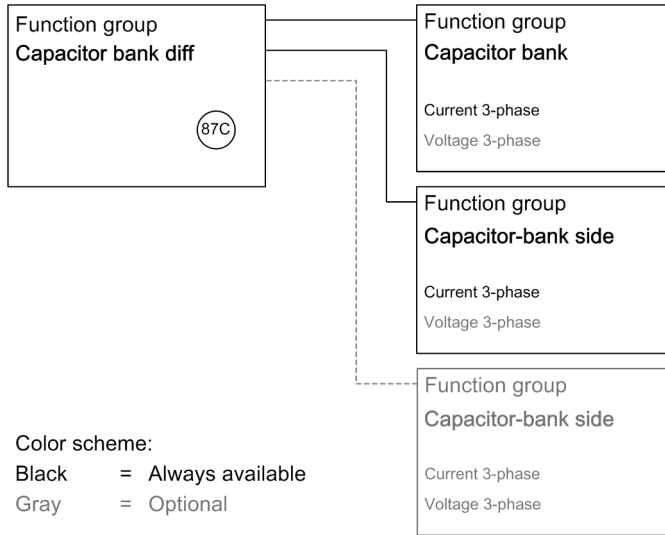 Function group
Capacitor bank diff
87C
Function group
Capacitor bank
Current 3-phase
Voltage 3-phase
Function group
Capacitor-bank side
Current 3-phase
Voltage 3-phase
Function group
Capacitor-bank side
Current 3-phase
Voltage 3-phase
Color scheme:
Black = Always available
Gray = Optional